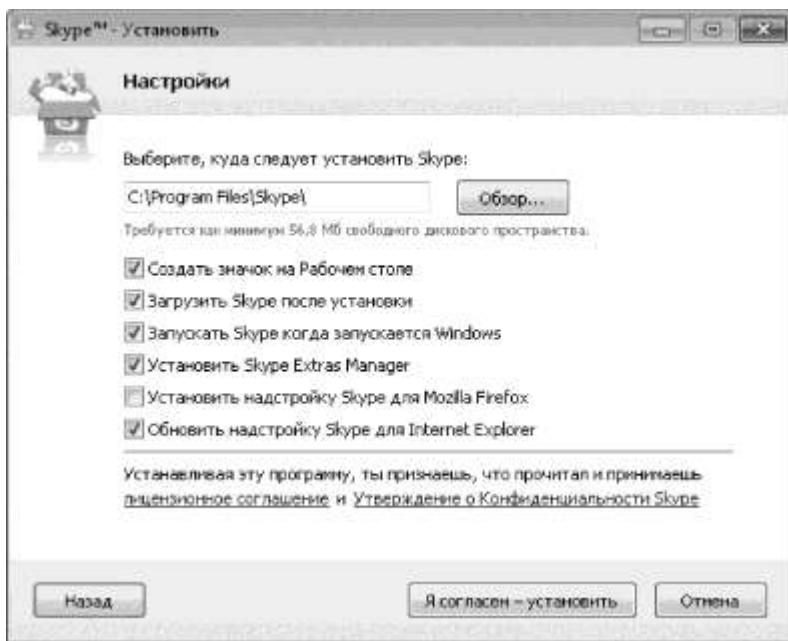 Skype™ - Установить
Настройки
Выберите, куда следует установить Skype:
C:\Program Files\Skype\
Обзор...
Требуется как минимум 56,8 Мб свободного дискового пространства.
Создать значок на Рабочем столе
Загрузить Skype после установки
Запускать Skype когда запускается Windows
Установить Skype Extras Manager
Установить надстройку Skype для Mozilla Firefox
Обновить надстройку Skype для Internet Explorer
Устанавливая эту программу, ты признаешь, что прочитал и принимаешь
лицензионное соглашение и Утверждение о Конфиденциальности Skype
Назад
Я согласен – установить
Отмена